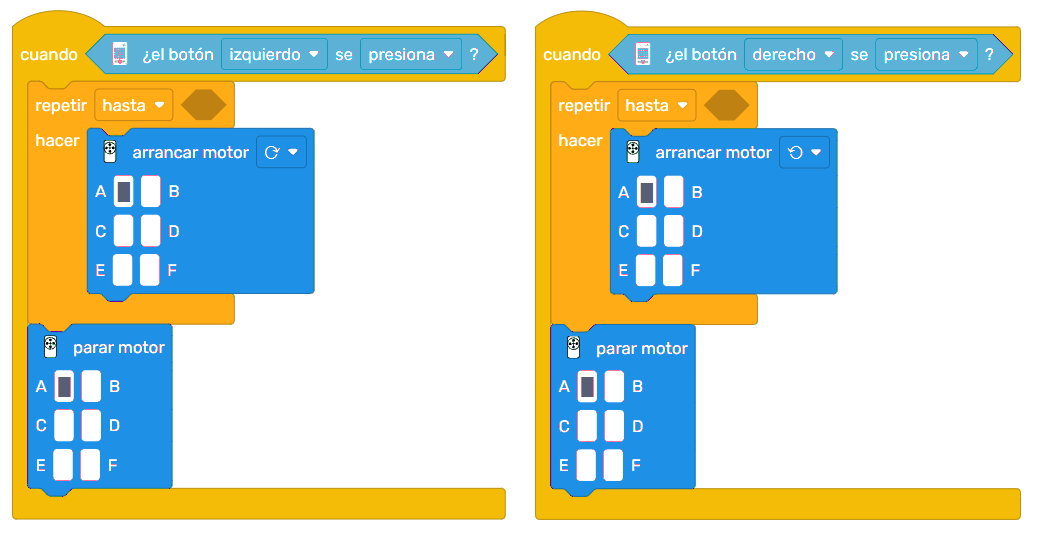 cuando ¿el botón izquierdo se presiona ?
repetir hasta
hacer
arrancar motor
A B
C D
E F
parar motor
A B
C D
E F
cuando ¿el botón derecho se presiona ?
repetir hasta
hacer
arrancar motor
A B
C D
E F
parar motor
A B
C D
E F